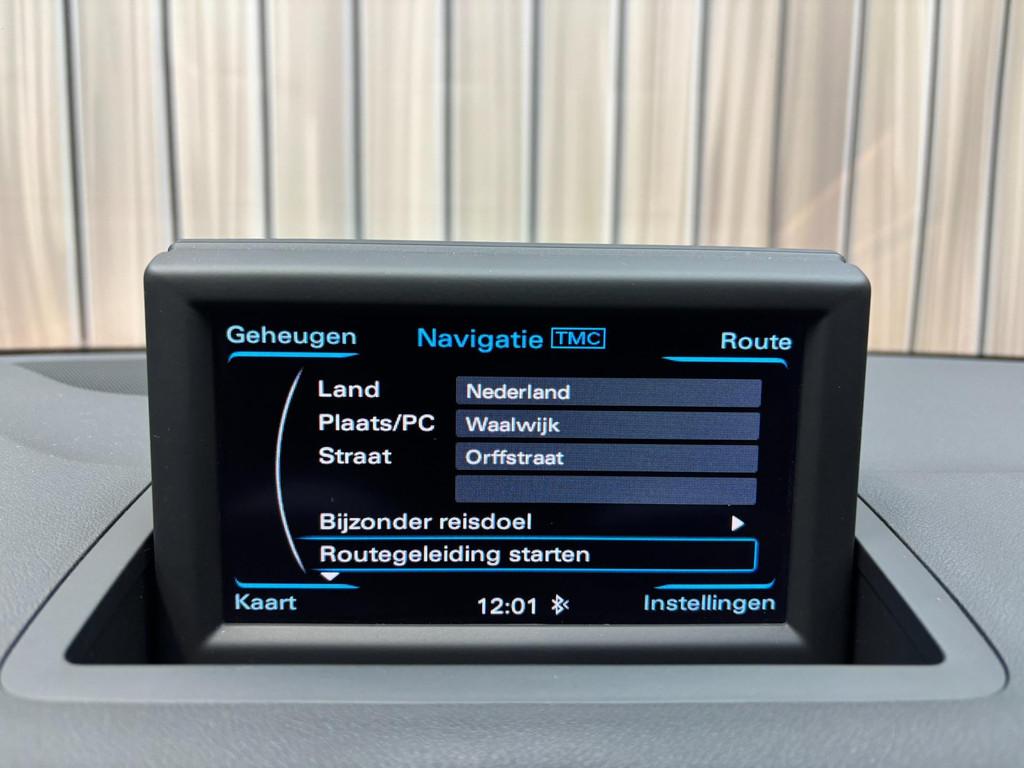 Geheugen Navigatie TMC Route
Land Nederland
Plaats/PC Waalwijk
Straat Orffstraat
Bijzonder reisdoel
Routegeleiding starten
Kaart 12:01 Instellingen